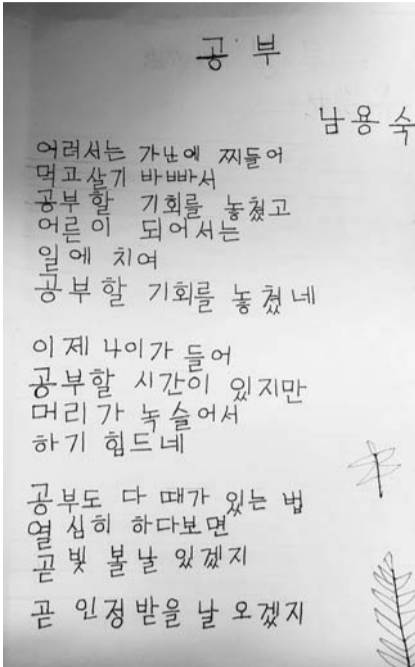 공부
남용숙
어려서는 가난에 찌들어
먹고살기 바빠서
공부할 기회를 놓쳤고
어른이 되어서는
일에 치여
공부할 기회를 놓쳤네
이제 나이가 들어
공부할 시간이 있지만
머리가 녹슬어서
하기 힘드네
공부도 다 때가 있는 법
열심히 하다보면
곧 빛 볼날 있겠지
곧 인정받을 날 오겠지